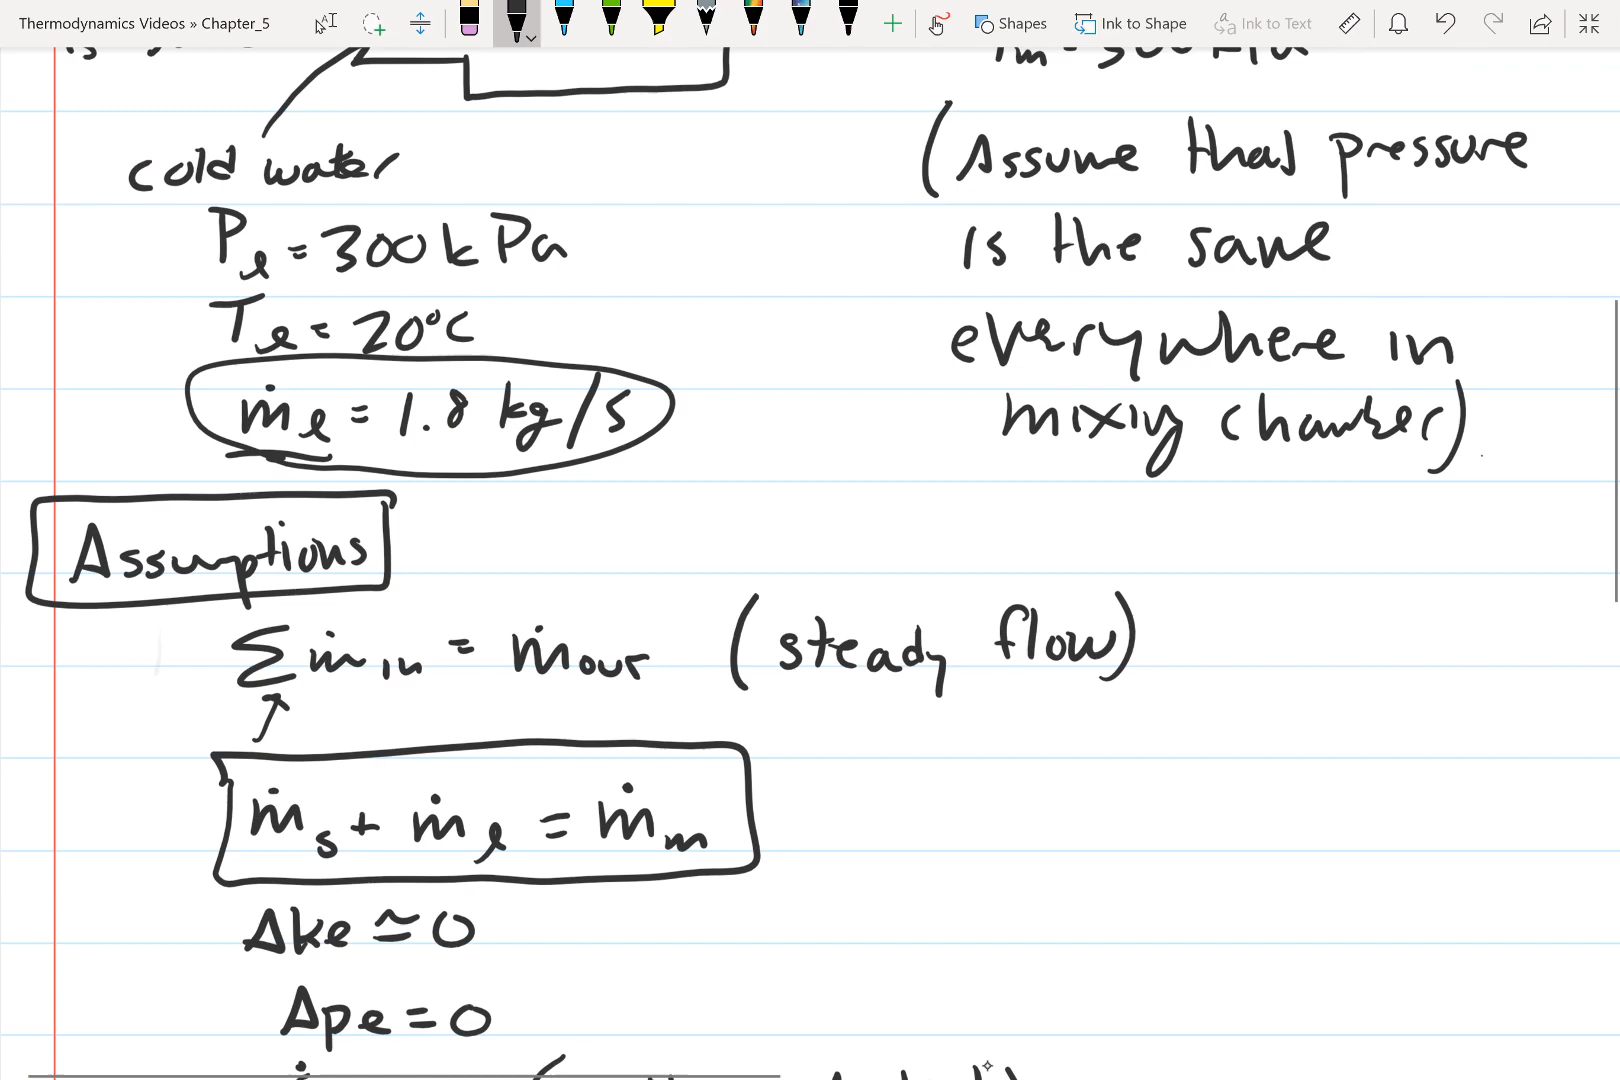 Thermodynamics Videos » Chapter_5
Shapes
Ink to Shape
Ink to Text
cold water
Pℓ = 300 kPa
Tℓ = 20°C
ṁℓ = 1.8 kg/s
(Assume that pressure
is the same
everywhere in
mixing chamber)
Assumptions
Σ ṁin = ṁout (steady flow)
ṁs + ṁℓ = ṁm
Δke ≃ 0
Δpe = 0